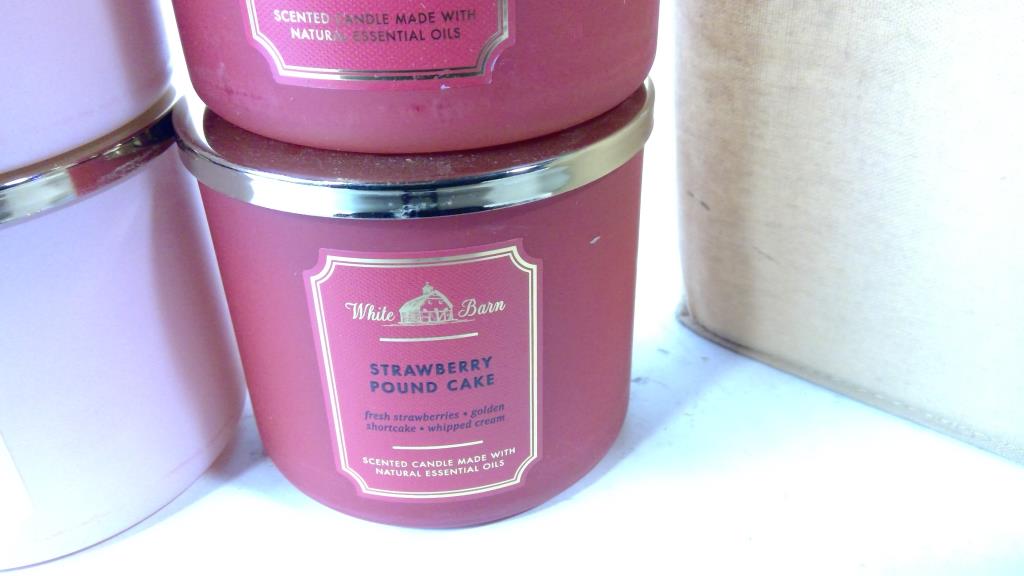 SCENTED CANDLE MADE WITH
NATURAL ESSENTIAL OILS
White Barn
STRAWBERRY
POUND CAKE
fresh strawberries • golden
shortcake • whipped cream
SCENTED CANDLE MADE WITH
NATURAL ESSENTIAL OILS